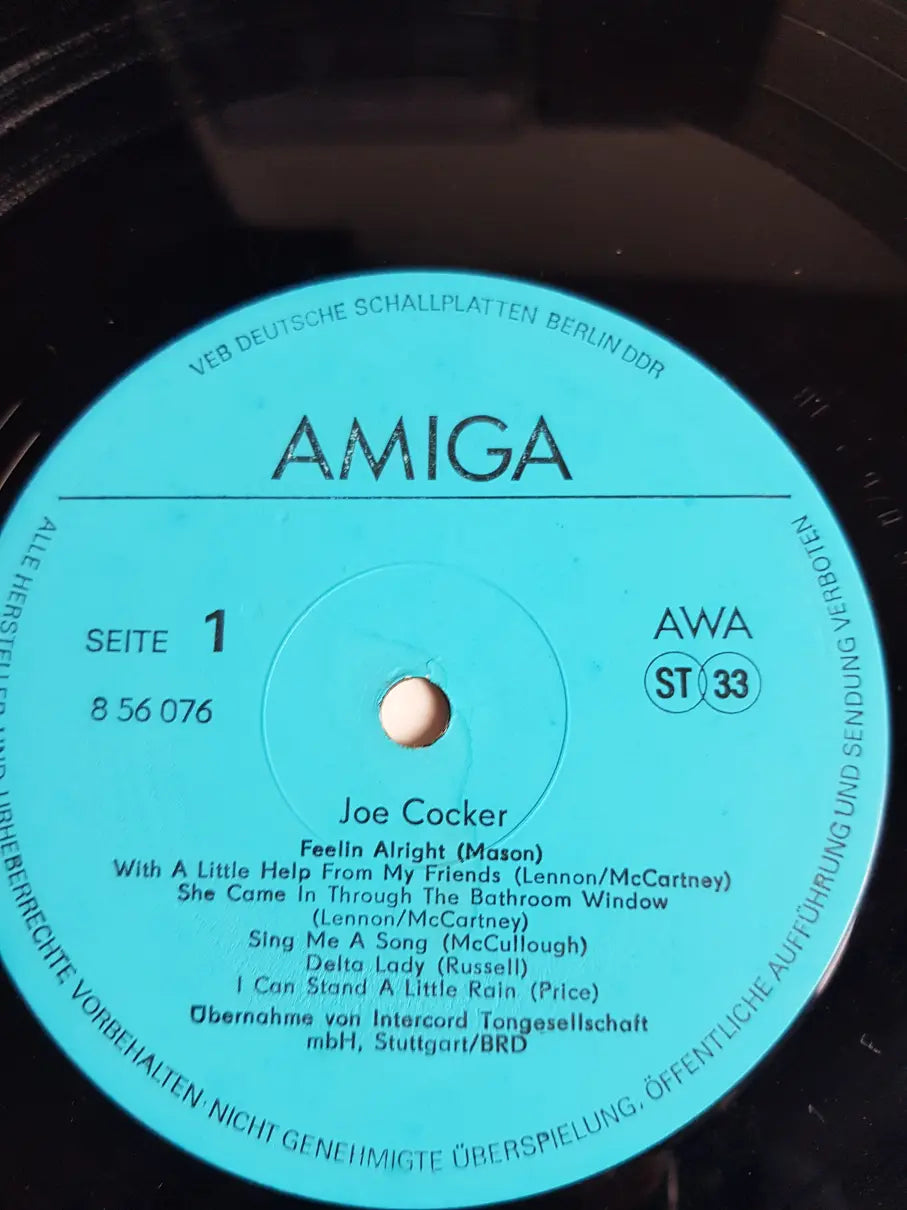 VEB DEUTSCHE SCHALLPLATTEN BERLIN DDR
AMIGA
SEITE 1
8 56 076
AWA
ST 33
Joe Cocker
Feelin Alright (Mason)
With A Little Help From My Friends (Lennon/McCartney)
She Came In Through The Bathroom Window
(Lennon/McCartney)
Sing Me A Song (McCullough)
Delta Lady (Russell)
I Can Stand A Little Rain (Price)
Übernahme von Intercord Tongesellschaft
mbH, Stuttgart/BRD
ALLE HERSTELLER UND URHEBERRECHTE VORBEHALTEN · NICHT GENEHMIGTE ÜBERSPIELUNG, ÖFFENTLICHE AUFFÜHRUNG UND SENDUNG VERBOTEN